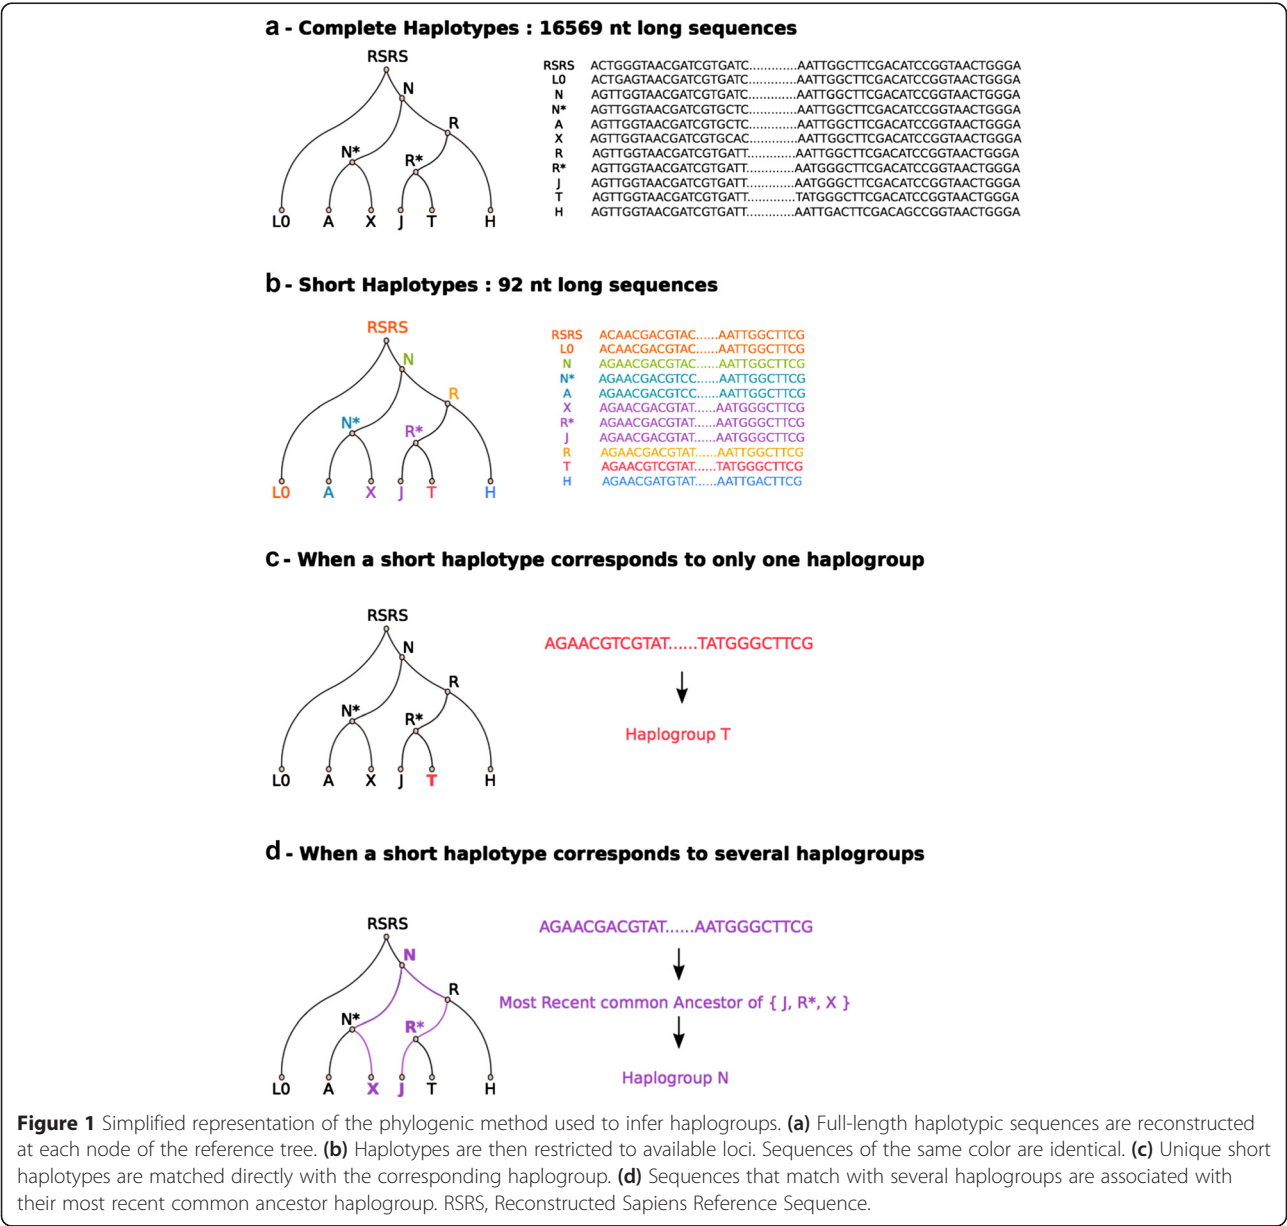 a - Complete Haplotypes : 16569 nt long sequences
RSRS
N
R
N*
R*
L0 A X J T H
RSRS ACTGGGTAACGATCGTGATC............AATTGGCTTCGACATCCGGTAACTGGGA
L0 ACTGAGTAACGATCGTGATC............AATTGGCTTCGACATCCGGTAACTGGGA
N AGTTGGTAACGATCGTGATC............AATTGGCTTCGACATCCGGTAACTGGGA
N* AGTTGGTAACGATCGTGCTC............AATTGGCTTCGACATCCGGTAACTGGGA
A AGTTGGTAACGATCGTGCTC............AATTGGCTTCGACATCCGGTAACTGGGA
X AGTTGGTAACGATCGTGCAC............AATTGGCTTCGACATCCGGTAACTGGGA
R AGTTGGTAACGATCGTGATT............AATTGGCTTCGACATCCGGTAACTGGGA
R* AGTTGGTAACGATCGTGATT............AATGGGCTTCGACATCCGGTAACTGGGA
J AGTTGGTAACGATCGTGATT............AATGGGCTTCGACATCCGGTAACTGGGA
T AGTTGGTAACGATCGTGATT............TATGGGCTTCGACATCCGGTAACTGGGA
H AGTTGGTAACGATCGTGATT............AATTGACTTCGACAGCCGGTAACTGGGA
b - Short Haplotypes : 92 nt long sequences
RSRS
N
R
N*
R*
L0 A X J T H
RSRS ACAACGACGTAC......AATTGGCTTCG
L0 ACAACGACGTAC......AATTGGCTTCG
N AGAACGACGTAC......AATTGGCTTCG
N* AGAACGACGTCC......AATTGGCTTCG
A AGAACGACGTCC......AATTGGCTTCG
X AGAACGACGTAT......AATGGGCTTCG
R* AGAACGACGTAT......AATGGGCTTCG
J AGAACGACGTAT......AATGGGCTTCG
R AGAACGACGTAT......AATTGGCTTCG
T AGAACGTCGTAT......TATGGGCTTCG
H AGAACGATGTAT......AATTGACTTCG
c - When a short haplotype corresponds to only one haplogroup
RSRS
N
R
N*
R*
L0 A X J T H
AGAACGTCGTAT......TATGGGCTTCG
Haplogroup T
d - When a short haplotype corresponds to several haplogroups
RSRS
N
R
N*
R*
L0 A X J T H
AGAACGACGTAT......AATGGGCTTCG
Most Recent common Ancestor of { J, R*, X }
Haplogroup N
Figure 1 Simplified representation of the phylogenic method used to infer haplogroups. (a) Full-length haplotypic sequences are reconstructed
at each node of the reference tree. (b) Haplotypes are then restricted to available loci. Sequences of the same color are identical. (c) Unique short
haplotypes are matched directly with the corresponding haplogroup. (d) Sequences that match with several haplogroups are associated with
their most recent common ancestor haplogroup. RSRS, Reconstructed Sapiens Reference Sequence.